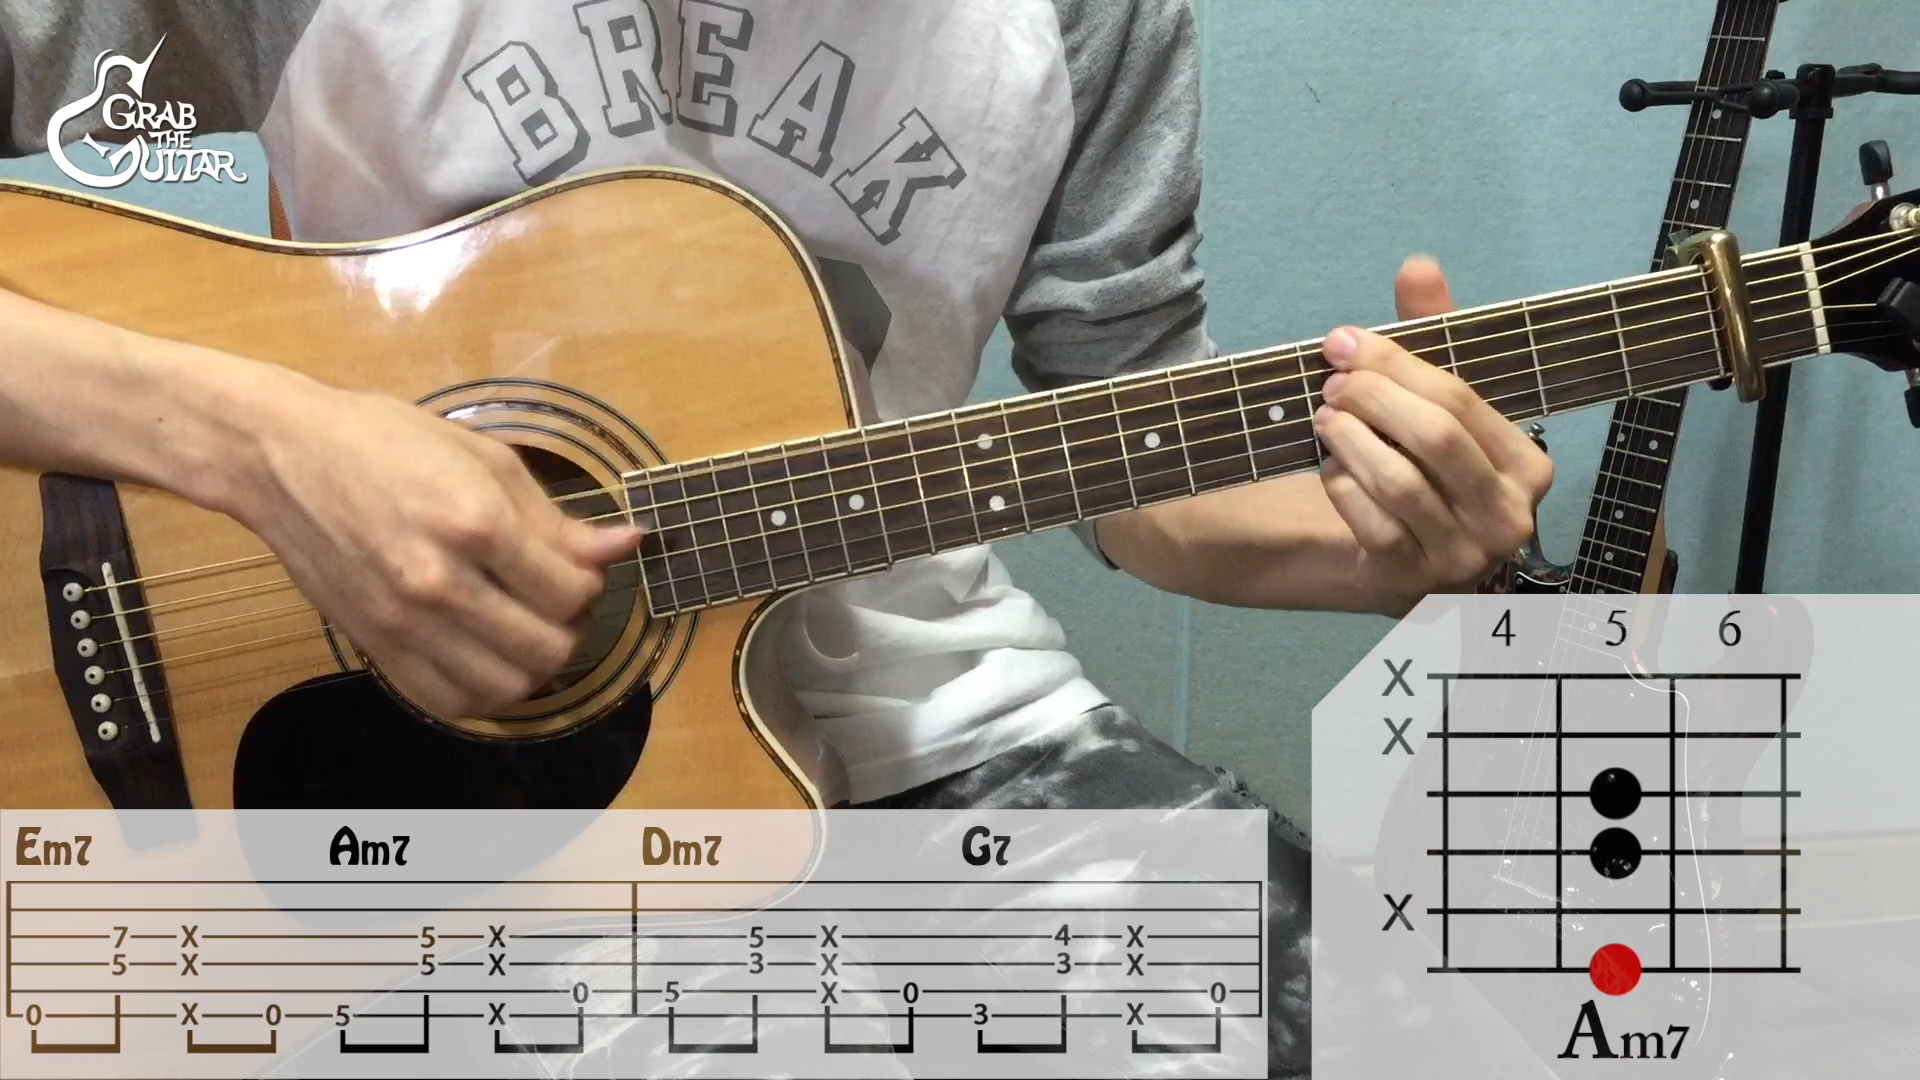 GRAB
THE
GUITAR
BREAK
4 5 6
X
X
X
Am7
Em7 Am7 Dm7 G7
7 X 5 X 5 X 4 X
5 X 5 X 3 X 3 X
0 5 X 0 0
0 X 0 5 X 3 X